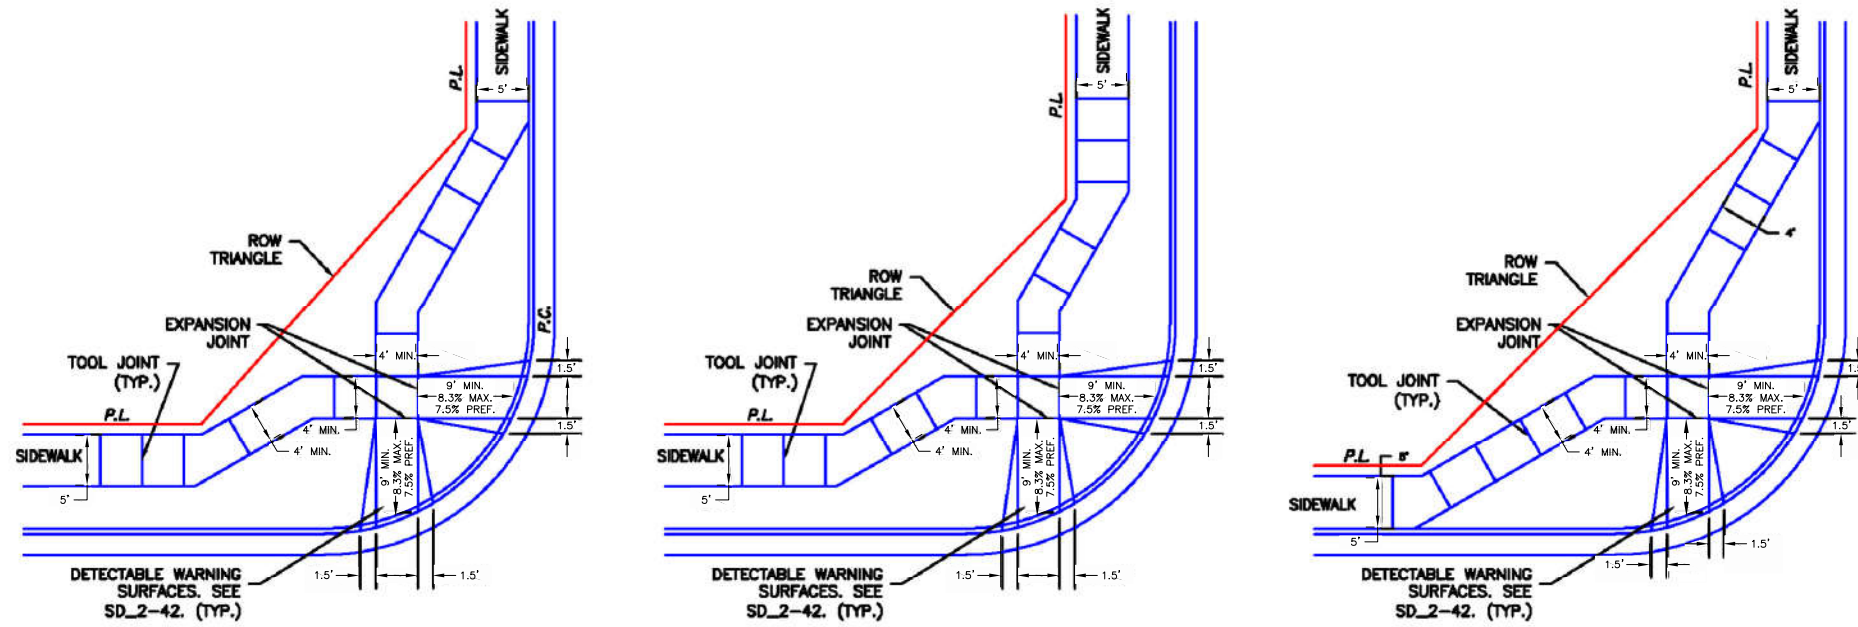 SIDEWALK
P.L.
5'
ROW
TRIANGLE
EXPANSION
JOINT
P.C.
TOOL JOINT
(TYP.)
4' MIN.
1.5'
9' MIN.
8.3% MAX.
7.5% PREF.
P.L.
4' MIN.
1.5'
SIDEWALK
4' MIN.
9' MIN.
8.3% MAX.
7.5% PREF.
5'
DETECTABLE WARNING
SURFACES. SEE
SD_2-42. (TYP.)
1.5'
1.5'
SIDEWALK
P.L.
5'
ROW
TRIANGLE
EXPANSION
JOINT
TOOL JOINT
(TYP.)
4' MIN.
1.5'
9' MIN.
8.3% MAX.
7.5% PREF.
P.L.
4' MIN.
1.5'
SIDEWALK
4' MIN.
9' MIN.
8.3% MAX.
7.5% PREF.
5'
DETECTABLE WARNING
SURFACES. SEE
SD_2-42. (TYP.)
1.5'
1.5'
SIDEWALK
P.L.
5'
4'
ROW
TRIANGLE
EXPANSION
JOINT
TOOL JOINT
(TYP.)
4' MIN.
1.5'
9' MIN.
8.3% MAX.
7.5% PREF.
P.L.
4' MIN.
1.5'
SIDEWALK
4' MIN.
9' MIN.
8.3% MAX.
7.5% PREF.
5'
DETECTABLE WARNING
SURFACES. SEE
SD_2-42. (TYP.)
1.5'
1.5'